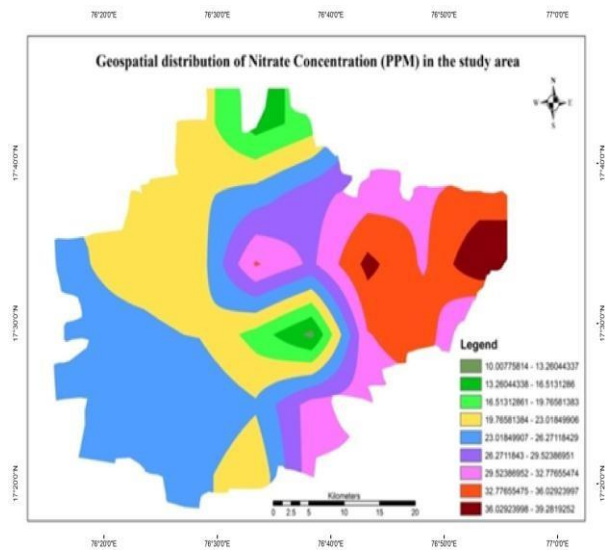 76°20'0"E 76°30'0"E 76°40'0"E 76°50'0"E 77°0'0"E
Geospatial distribution of Nitrate Concentration (PPM) in the study area
N
W E
S
17°40'0"N 17°40'0"N
17°30'0"N 17°30'0"N
Legend
10.00775814 - 13.26044337
13.26044338 - 16.5131286
16.51312861 - 19.76581383
19.76581384 - 23.01849906
23.01849907 - 26.27118429
26.2711843 - 29.52386951
29.52386952 - 32.77655474
32.77655475 - 36.02923997
36.02923998 - 39.2819252
17°20'0"N 17°20'0"N
Kilometers
0 2.5 5 10 15 20
76°20'0"E 76°30'0"E 76°40'0"E 76°50'0"E 77°0'0"E